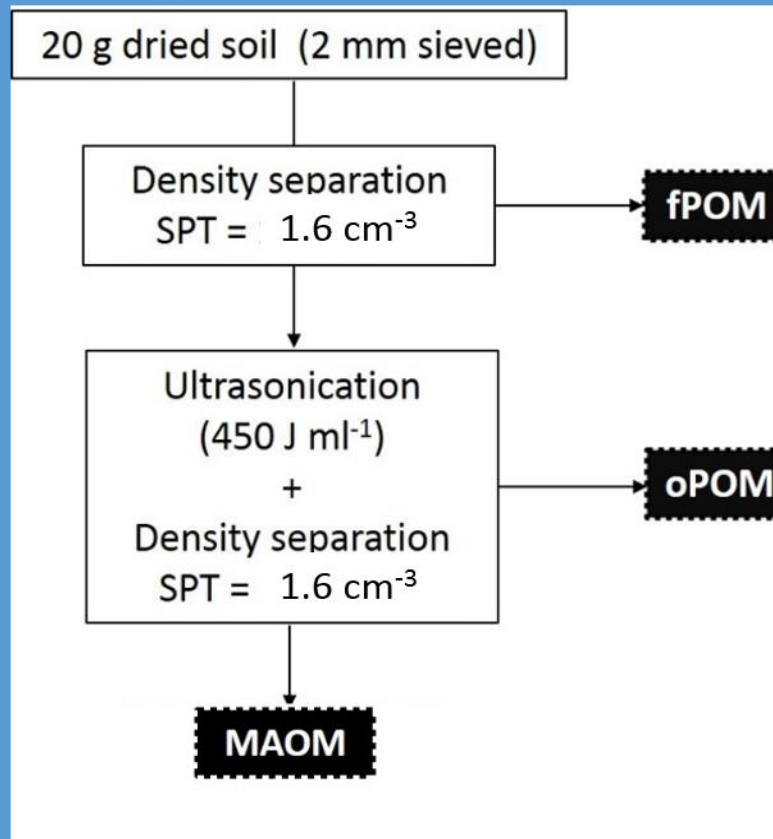 20 g dried soil (2 mm sieved)
Density separation
SPT = 1.6 cm⁻³
fPOM
Ultrasonication
(450 J ml⁻¹)
+
Density separation
SPT = 1.6 cm⁻³
oPOM
MAOM